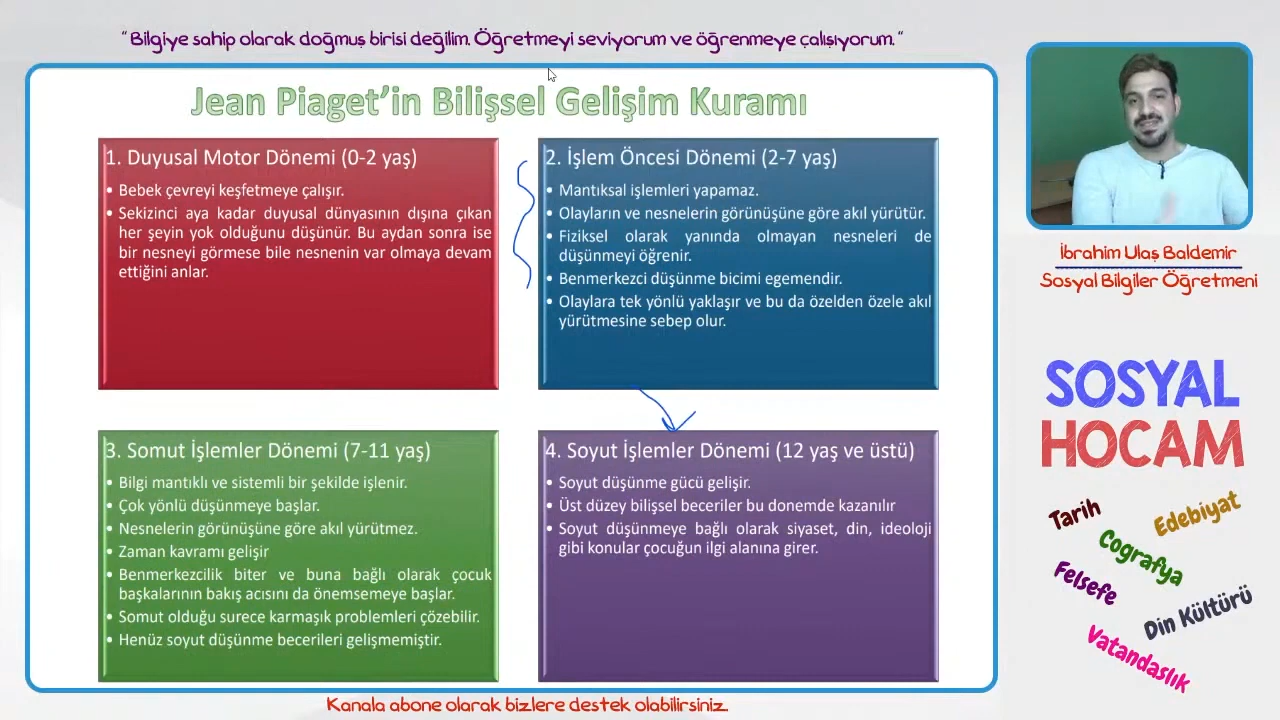 “ Bilgiye sahip olarak doğmuş birisi değilim. Öğretmeyi seviyorum ve öğrenmeye çalışıyorum. “
Jean Piaget’in Bilişsel Gelişim Kuramı
1. Duyusal Motor Dönemi (0-2 yaş)
• Bebek çevreyi keşfetmeye çalışır.
• Sekizinci aya kadar duyusal dünyasının dışına çıkan
her şeyin yok olduğunu düşünür. Bu aydan sonra ise
bir nesneyi görmese bile nesnenin var olmaya devam
ettiğini anlar.
2. İşlem Öncesi Dönemi (2-7 yaş)
• Mantıksal işlemleri yapamaz.
• Olayların ve nesnelerin görünüşüne göre akıl yürütür.
• Fiziksel olarak yanında olmayan nesneleri de
düşünmeyi öğrenir.
• Benmerkezci düşünme bicimi egemendir.
• Olaylara tek yönlü yaklaşır ve bu da özelden özele akıl
yürütmesine sebep olur.
3. Somut İşlemler Dönemi (7-11 yaş)
• Bilgi mantıklı ve sistemli bir şekilde işlenir.
• Çok yönlü düşünmeye başlar.
• Nesnelerin görünüşüne göre akıl yürütmez.
• Zaman kavramı gelişir
• Benmerkezcilik biter ve buna bağlı olarak çocuk
başkalarının bakış acısını da önemsemeye başlar.
• Somut olduğu surece karmaşık problemleri çözebilir.
• Henüz soyut düşünme becerileri gelişmemiştir.
4. Soyut İşlemler Dönemi (12 yaş ve üstü)
• Soyut düşünme gücü gelişir.
• Üst düzey bilişsel beceriler bu donemde kazanılır
• Soyut düşünmeye bağlı olarak siyaset, din, ideoloji
gibi konular çocuğun ilgi alanına girer.
İbrahim Ulaş Baldemir
Sosyal Bilgiler Öğretmeni
SOSYAL
HOCAM
Tarih
Edebiyat
Coğrafya
Felsefe
Din Kültürü
Vatandaslık
Kanala abone olarak bizlere destek olabilirsiniz.